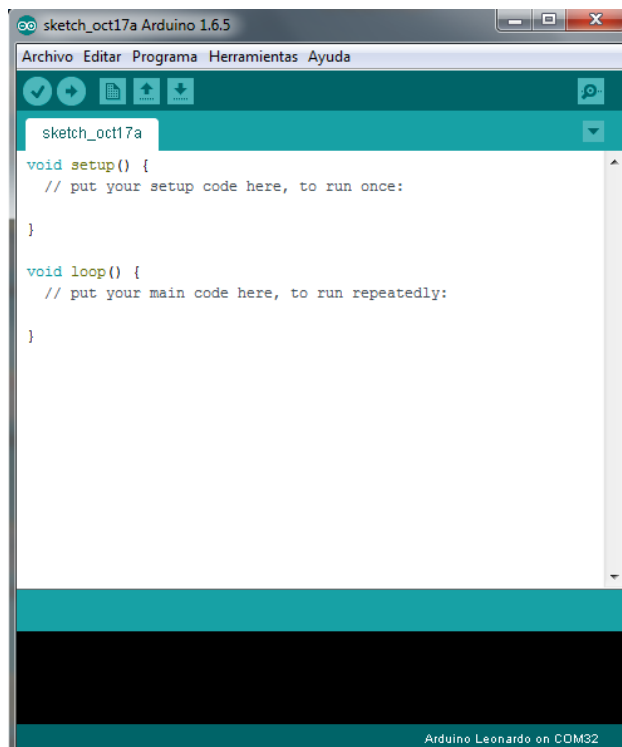 sketch_oct17a Arduino 1.6.5
Archivo Editar Programa Herramientas Ayuda
sketch_oct17a
void setup() {
  // put your setup code here, to run once:
}
void loop() {
  // put your main code here, to run repeatedly:
}
Arduino Leonardo on COM32